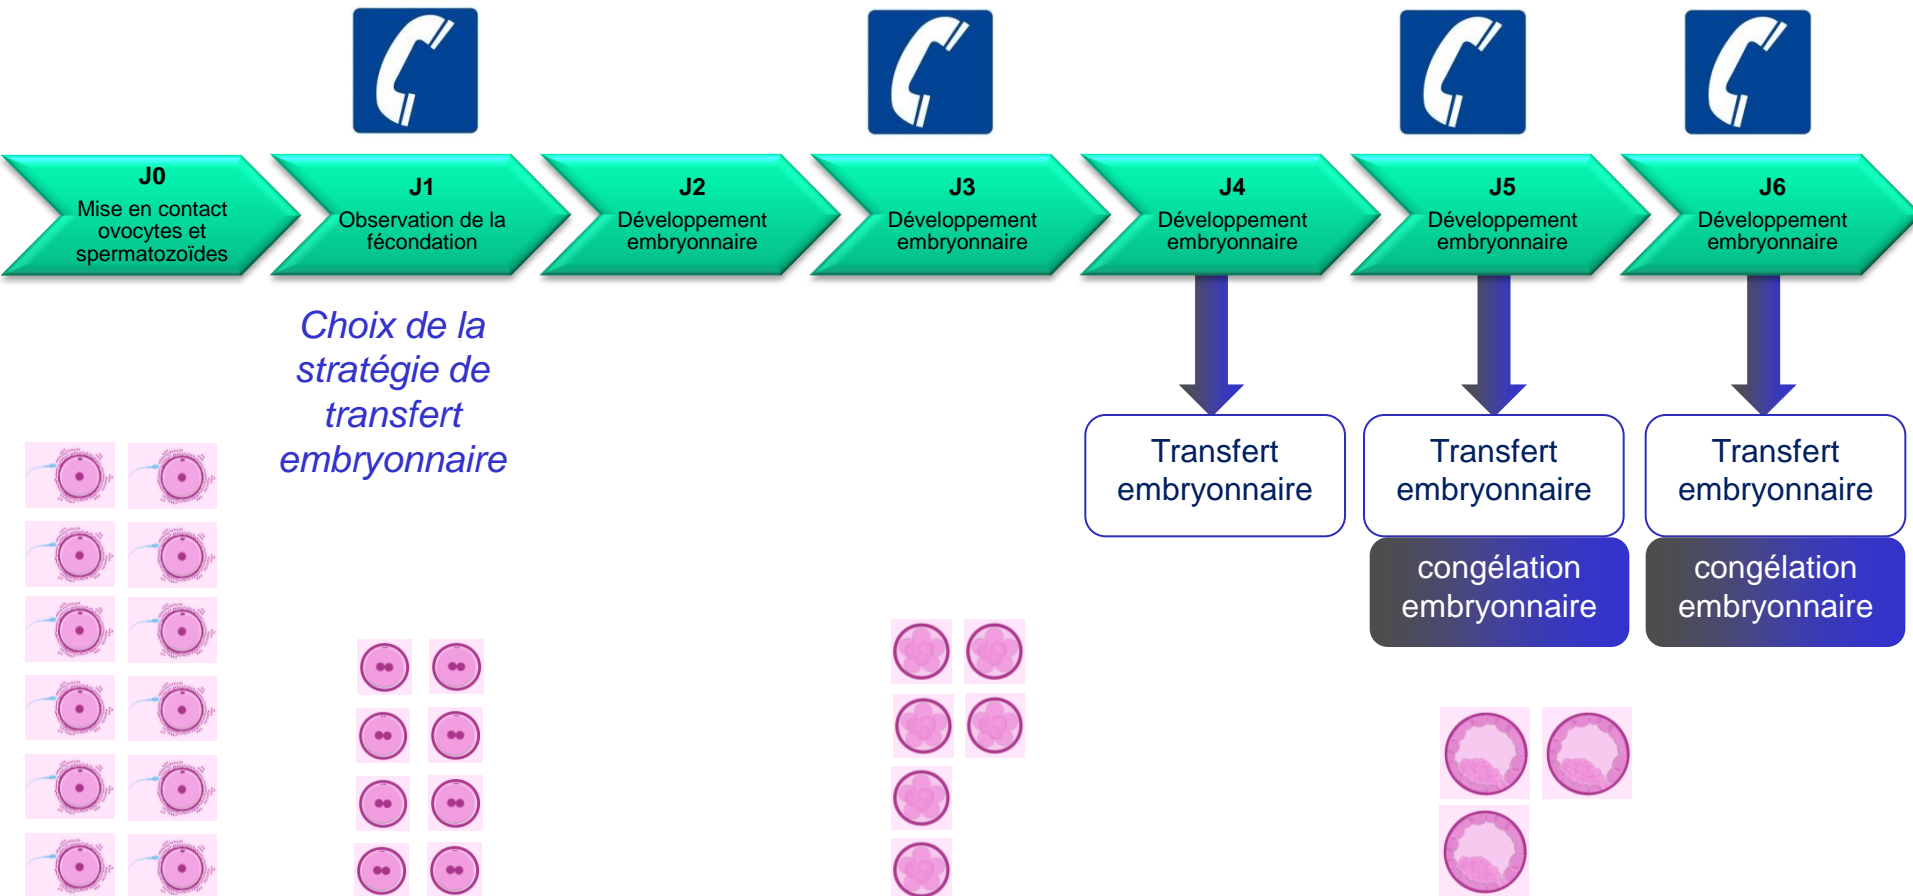 J0
Mise en contact
ovocytes et
spermatozoïdes
J1
Observation de la
fécondation
J2
Développement
embryonnaire
J3
Développement
embryonnaire
J4
Développement
embryonnaire
J5
Développement
embryonnaire
J6
Développement
embryonnaire
Choix de la
stratégie de
transfert
embryonnaire
Transfert
embryonnaire
Transfert
embryonnaire
Transfert
embryonnaire
congélation
embryonnaire
congélation
embryonnaire